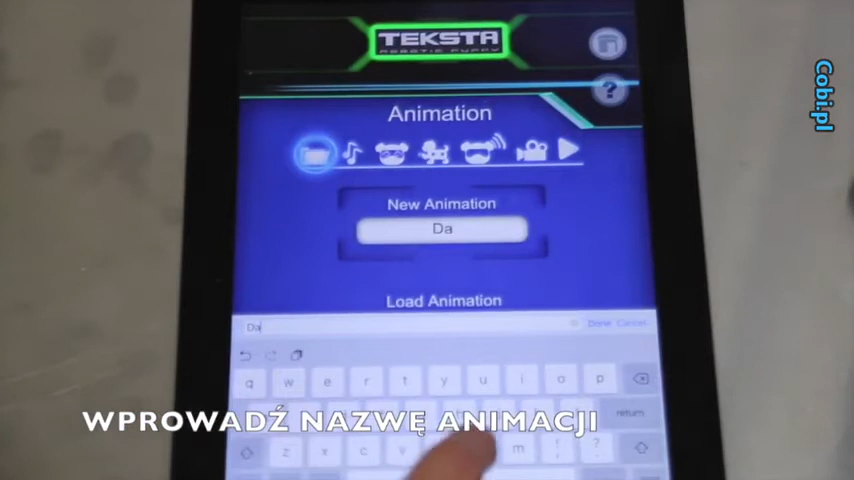 TEKSTA
ROBOTIC PUPPY
?
Cobi.pl
Animation
New Animation
Da
Load Animation
Da
Done Cancel
q w e r t y u i o p
return
z x c v m ! ?
WPROWADŹ NAZWĘ ANIMACJI